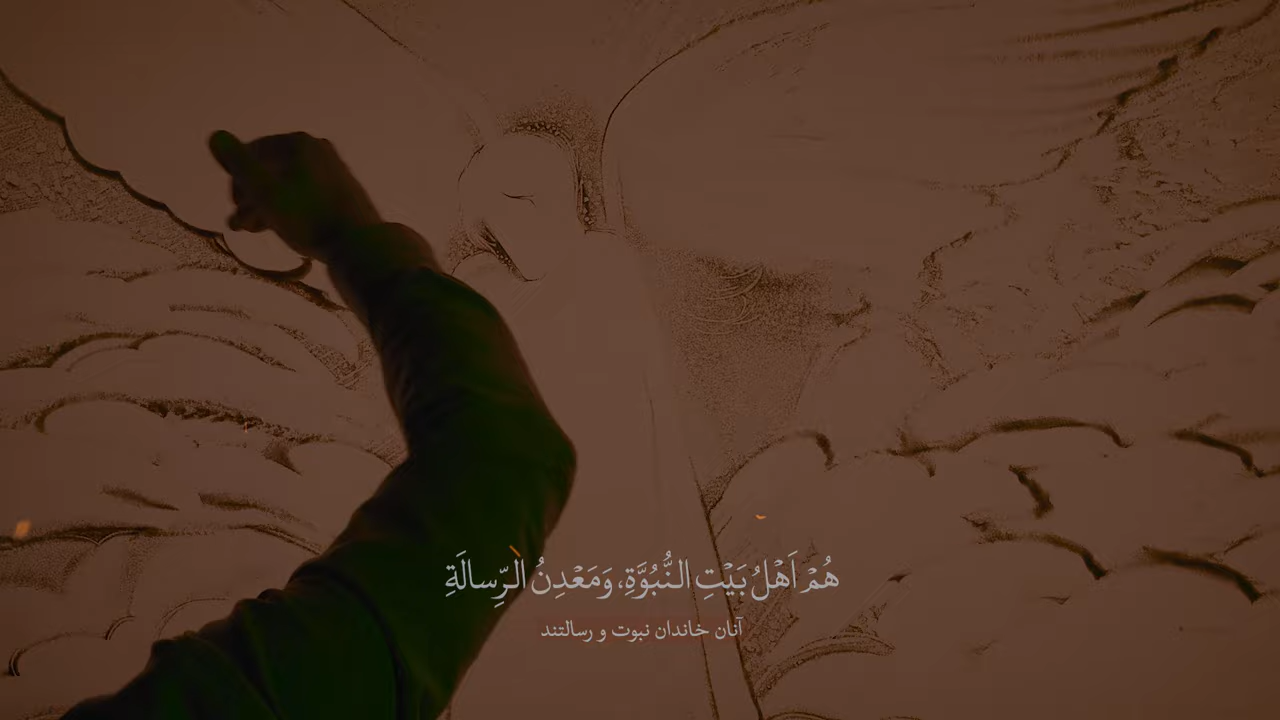 هُمْ اَهْلُ بَيْتِ النُّبُوَّةِ، وَمَعْدِنُ الرِّسالَةِ
آنان خاندان نبوت و رسالتند